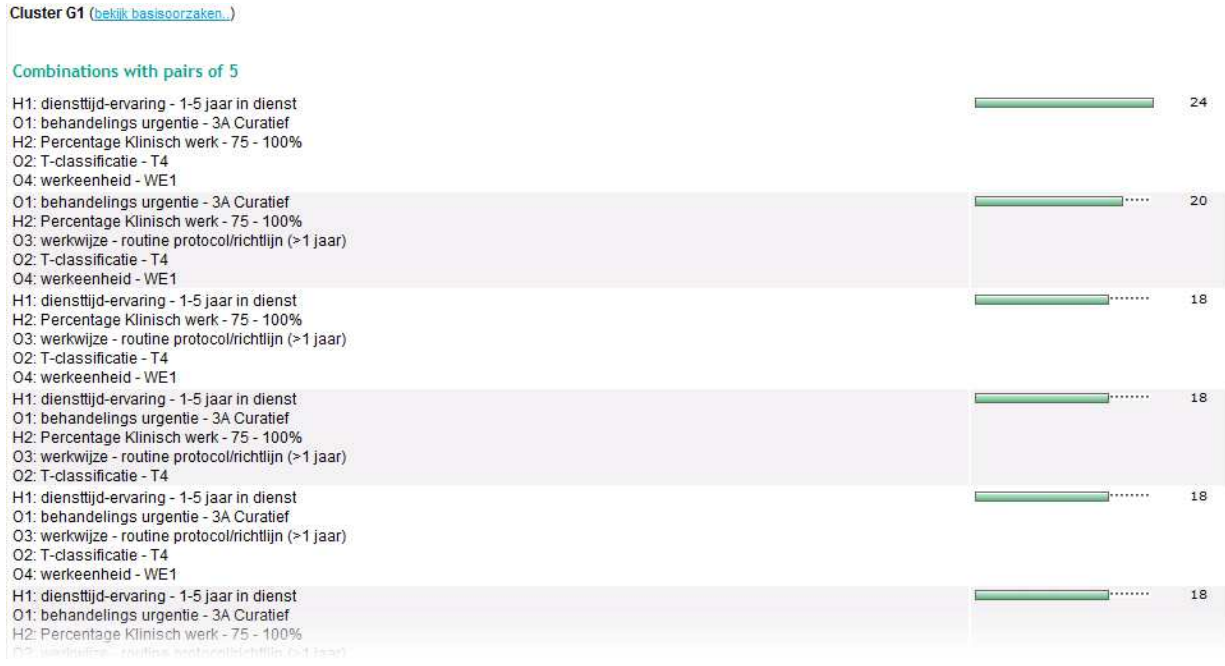 Cluster G1 (bekijk basisoorzaken..)
Combinations with pairs of 5
H1: diensttijd-ervaring - 1-5 jaar in dienst 24
O1: behandelings urgentie - 3A Curatief
H2: Percentage Klinisch werk - 75 - 100%
O2: T-classificatie - T4
O4: werkeenheid - WE1
O1: behandelings urgentie - 3A Curatief 20
H2: Percentage Klinisch werk - 75 - 100%
O3: werkwijze - routine protocol/richtlijn (>1 jaar)
O2: T-classificatie - T4
O4: werkeenheid - WE1
H1: diensttijd-ervaring - 1-5 jaar in dienst 18
H2: Percentage Klinisch werk - 75 - 100%
O3: werkwijze - routine protocol/richtlijn (>1 jaar)
O2: T-classificatie - T4
O4: werkeenheid - WE1
H1: diensttijd-ervaring - 1-5 jaar in dienst 18
O1: behandelings urgentie - 3A Curatief
H2: Percentage Klinisch werk - 75 - 100%
O3: werkwijze - routine protocol/richtlijn (>1 jaar)
O2: T-classificatie - T4
H1: diensttijd-ervaring - 1-5 jaar in dienst 18
O1: behandelings urgentie - 3A Curatief
O3: werkwijze - routine protocol/richtlijn (>1 jaar)
O2: T-classificatie - T4
O4: werkeenheid - WE1
H1: diensttijd-ervaring - 1-5 jaar in dienst 18
O1: behandelings urgentie - 3A Curatief
H2: Percentage Klinisch werk - 75 - 100%
O3: werkwijze - routine protocol/richtlijn (>1 jaar)